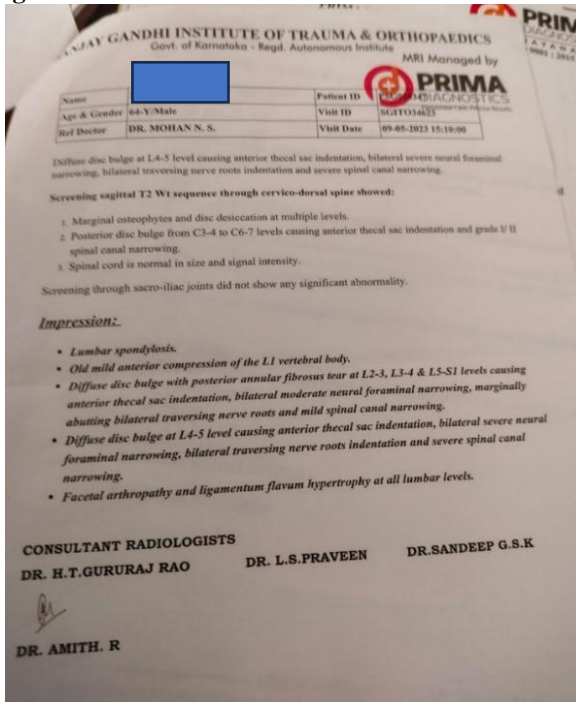 SANJAY GANDHI INSTITUTE OF TRAUMA & ORTHOPAEDICS
Govt. of Karnataka - Regd. Autonomous Institute
MRI Managed by
PRIMA
DIAGNOSTICS
Name
Patient ID
Age & Gender 64-Y/Male Visit ID SGITO34623
Ref Doctor DR. MOHAN N. S. Visit Date 09-05-2023 15:10:00
Diffuse disc bulge at L4-5 level causing anterior thecal sac indentation, bilateral severe neural foraminal
narrowing, bilateral traversing nerve roots indentation and severe spinal canal narrowing.
Screening sagittal T2 Wt sequence through cervico-dorsal spine showed:
1. Marginal osteophytes and disc desiccation at multiple levels.
2. Posterior disc bulge from C3-4 to C6-7 levels causing anterior thecal sac indentation and grade I/ II
spinal canal narrowing.
3. Spinal cord is normal in size and signal intensity.
Screening through sacro-iliac joints did not show any significant abnormality.
Impression:
• Lumbar spondylosis.
• Old mild anterior compression of the L1 vertebral body.
• Diffuse disc bulge with posterior annular fibrosus tear at L2-3, L3-4 & L5-S1 levels causing
anterior thecal sac indentation, bilateral moderate neural foraminal narrowing, marginally
abutting bilateral traversing nerve roots and mild spinal canal narrowing.
• Diffuse disc bulge at L4-5 level causing anterior thecal sac indentation, bilateral severe neural
foraminal narrowing, bilateral traversing nerve roots indentation and severe spinal canal
narrowing.
• Facetal arthropathy and ligamentum flavum hypertrophy at all lumbar levels.
CONSULTANT RADIOLOGISTS
DR. H.T.GURURAJ RAO DR. L.S.PRAVEEN DR.SANDEEP G.S.K
DR. AMITH. R